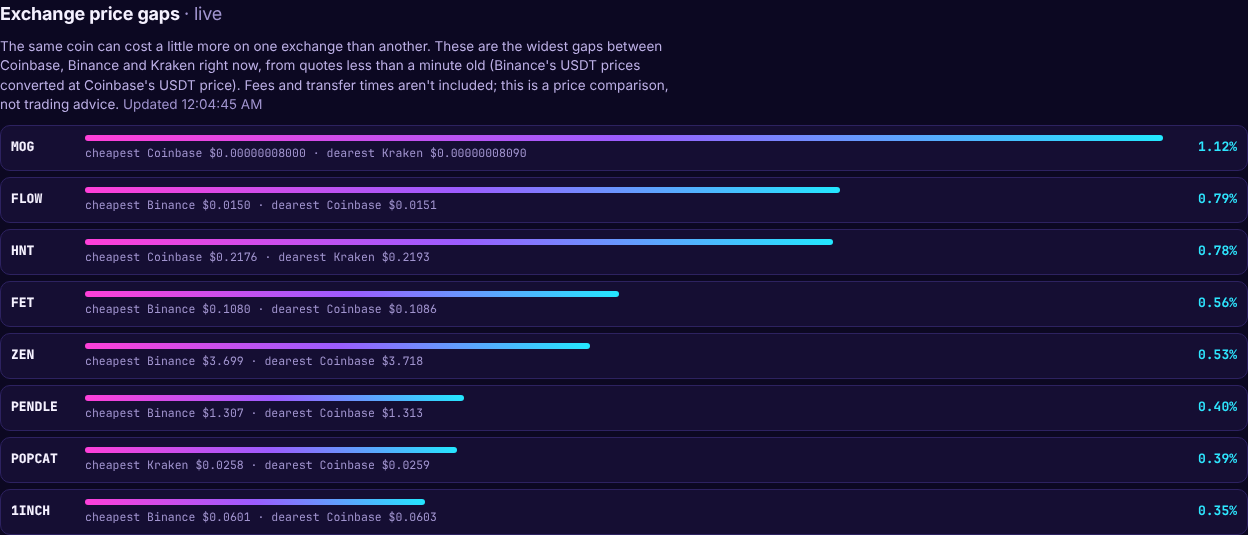 Exchange price gaps · live
The same coin can cost a little more on one exchange than another. These are the widest gaps between
Coinbase, Binance and Kraken right now, from quotes less than a minute old (Binance's USDT prices
converted at Coinbase's USDT price). Fees and transfer times aren't included; this is a price comparison,
not trading advice. Updated 12:04:45 AM
MOG
cheapest Coinbase $0.00000008000 · dearest Kraken $0.00000008090
1.12%
FLOW
cheapest Binance $0.0150 · dearest Coinbase $0.0151
0.79%
HNT
cheapest Coinbase $0.2176 · dearest Kraken $0.2193
0.78%
FET
cheapest Binance $0.1080 · dearest Coinbase $0.1086
0.56%
ZEN
cheapest Binance $3.699 · dearest Coinbase $3.718
0.53%
PENDLE
cheapest Binance $1.307 · dearest Coinbase $1.313
0.40%
POPCAT
cheapest Kraken $0.0258 · dearest Coinbase $0.0259
0.39%
1INCH
cheapest Binance $0.0601 · dearest Coinbase $0.0603
0.35%